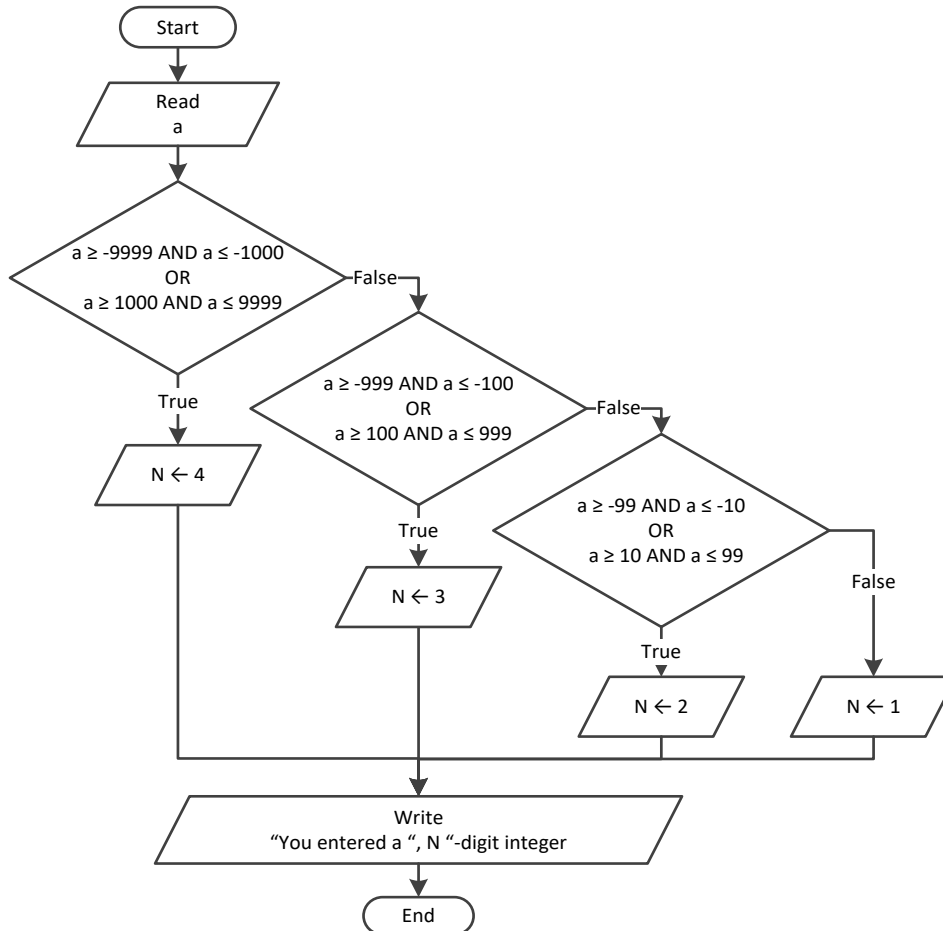 Start
Read
a
a ≥ -9999 AND a ≤ -1000
OR
a ≥ 1000 AND a ≤ 9999
False
True
a ≥ -999 AND a ≤ -100
OR
a ≥ 100 AND a ≤ 999
False
N ← 4
True
a ≥ -99 AND a ≤ -10
OR
a ≥ 10 AND a ≤ 99
False
N ← 3
True
N ← 2
N ← 1
Write
“You entered a “, N “-digit integer
End